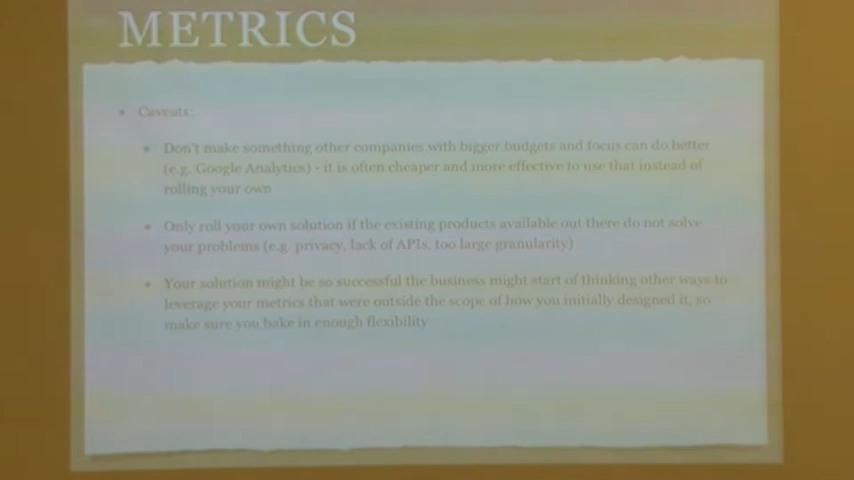 METRICS
• Caveats:
• Don't make something other companies with bigger budgets and focus can do better
(e.g. Google Analytics) - it is often cheaper and more effective to use that instead of
rolling your own
• Only roll your own solution if the existing products available out there do not solve
your problems (e.g. privacy, lack of APIs, too large granularity)
• Your solution might be so successful the business might start of thinking other ways to
leverage your metrics that were outside the scope of how you initially designed it, so
make sure you bake in enough flexibility